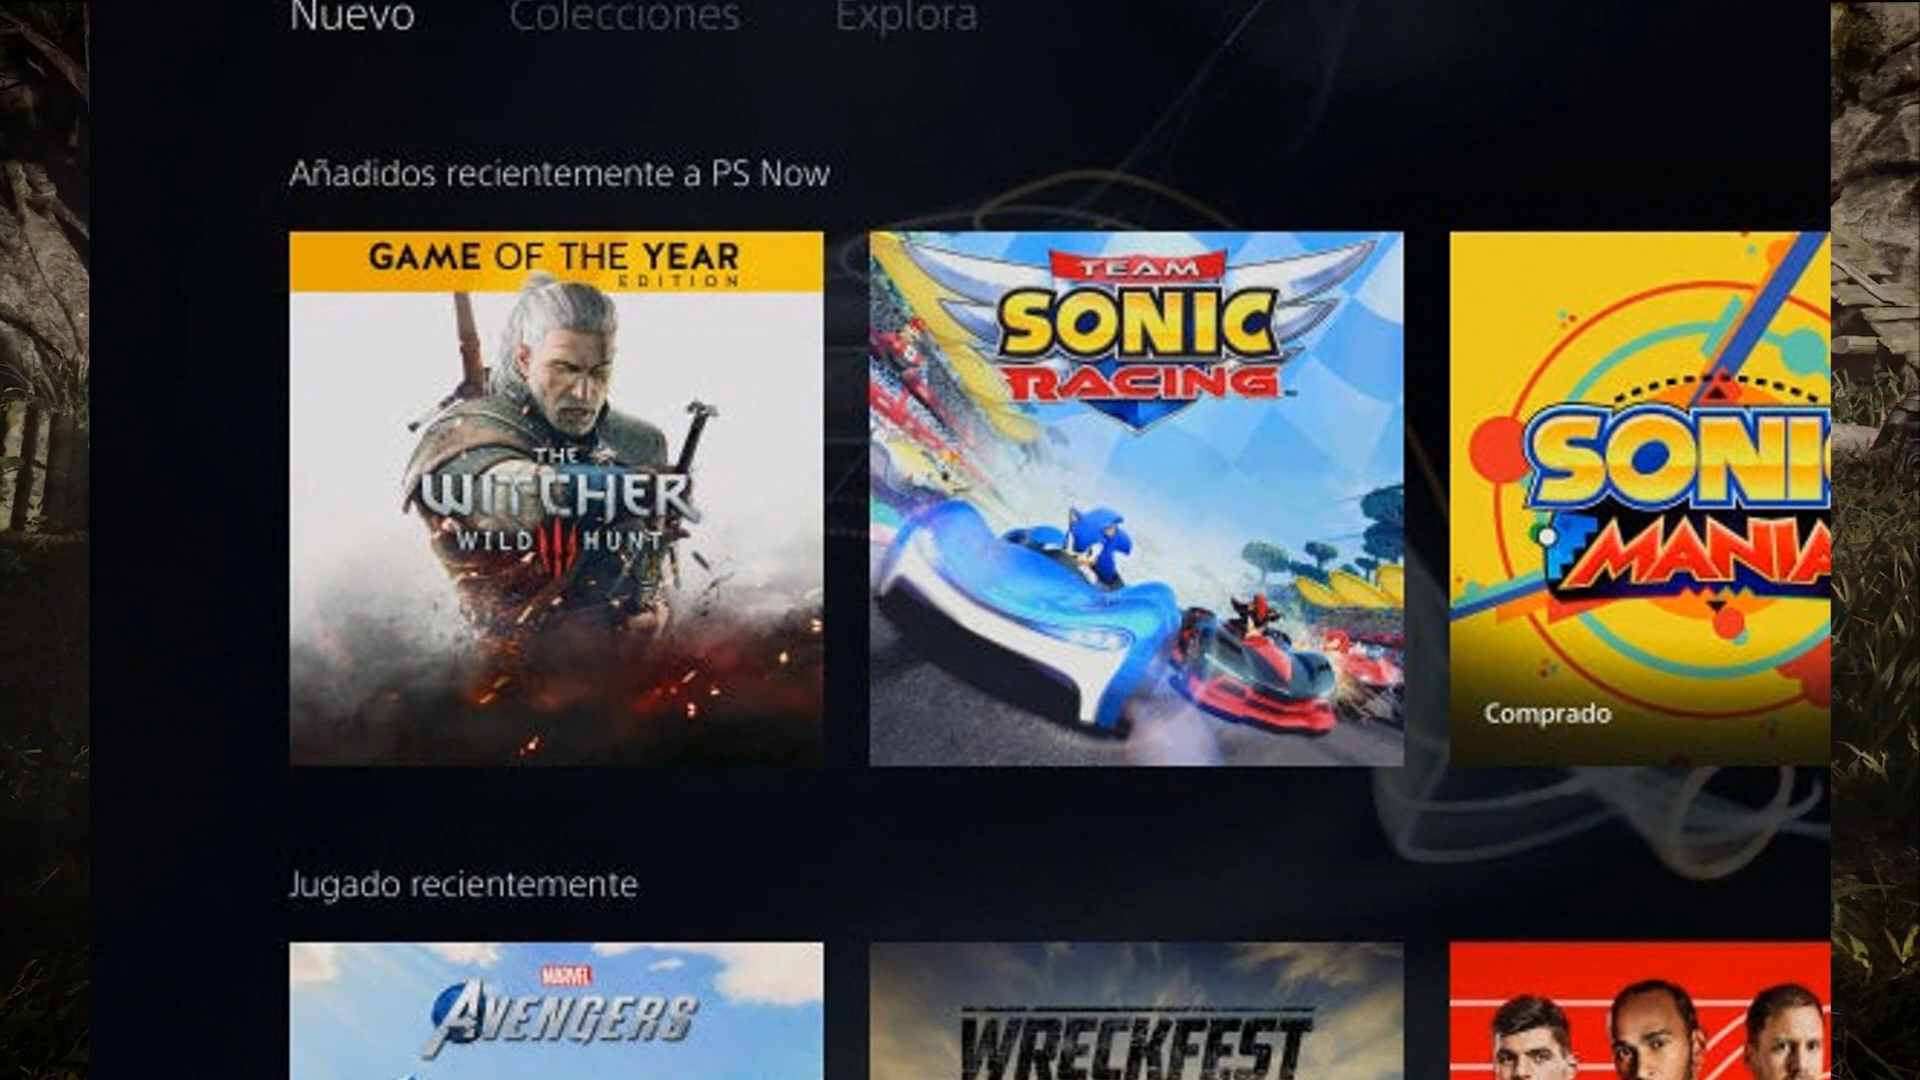 Nuevo Colecciones Explora
Añadidos recientemente a PS Now
GAME OF THE YEAR
EDITION
THE
WITCHER
WILD HUNT
TEAM
SONIC
RACING
SONIC
MANIA
Comprado
Jugado recientemente
MARVEL
AVENGERS
WRECKFEST